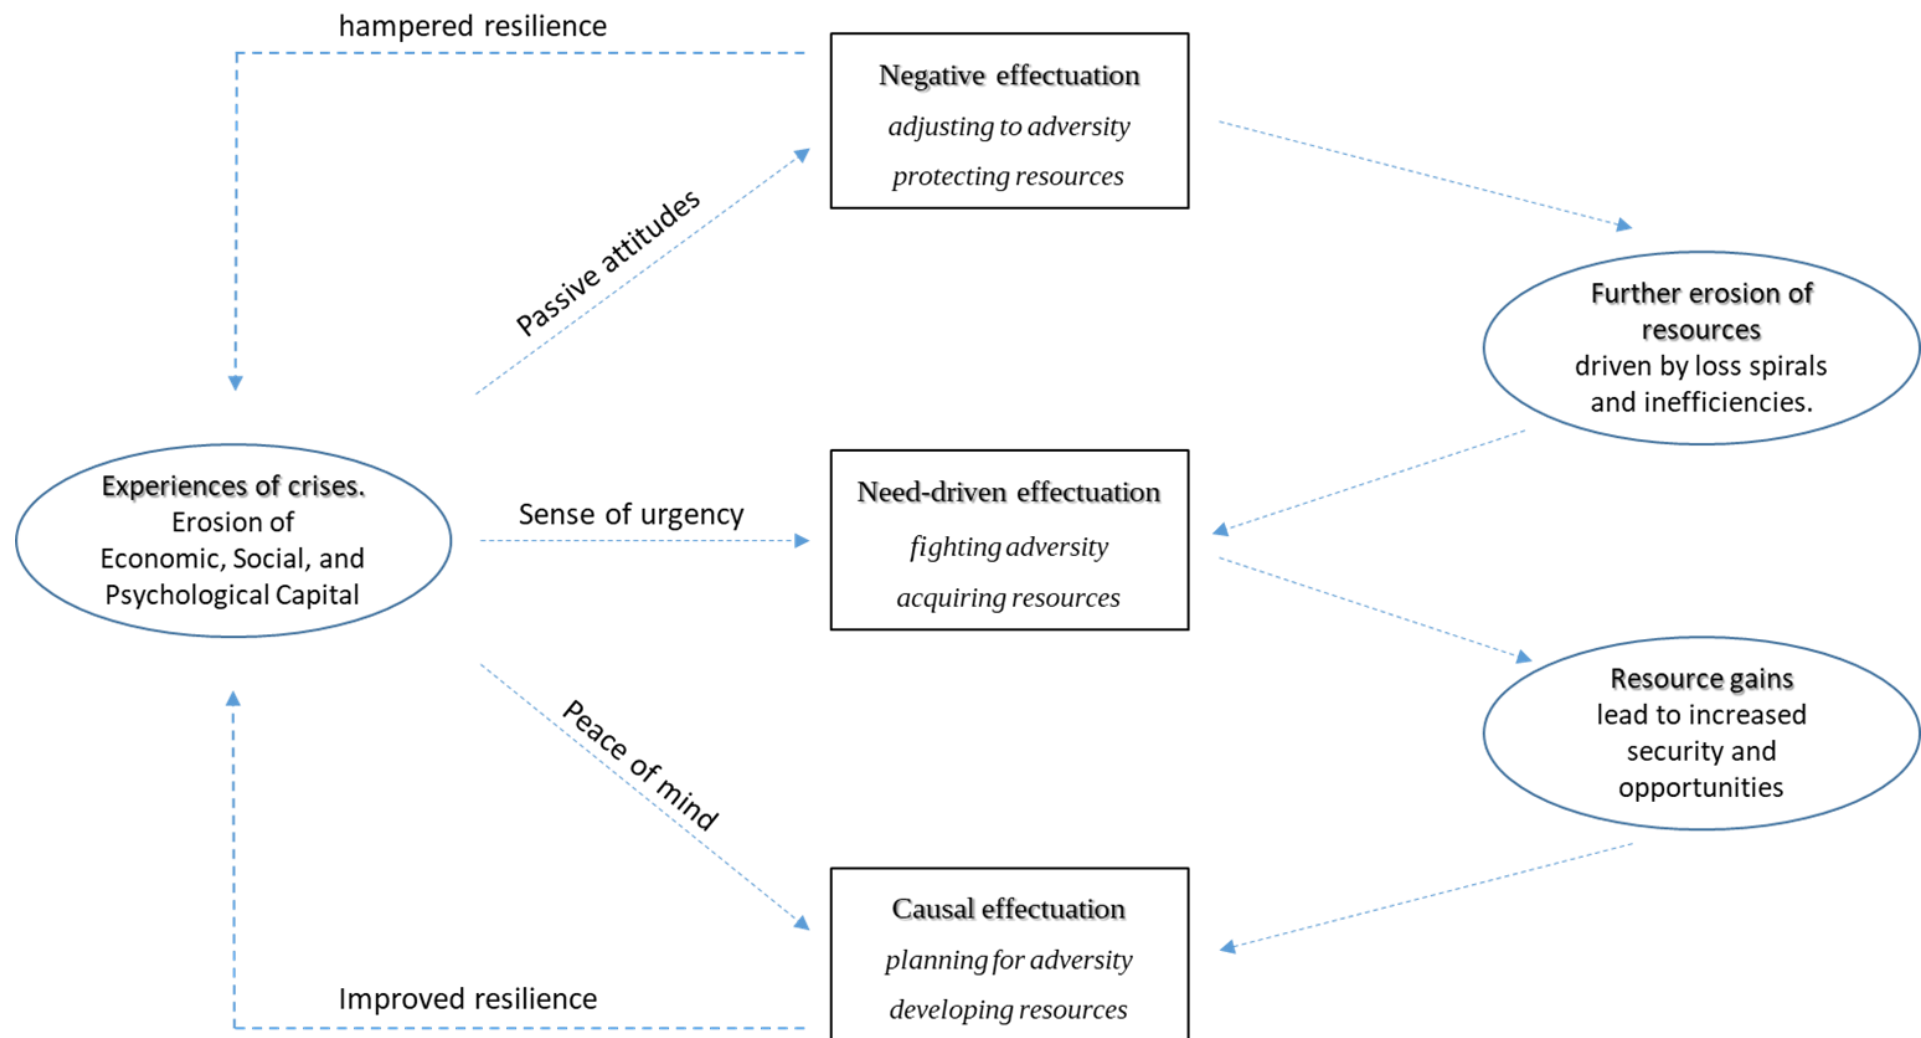 hampered resilience
Negative effectuation
adjusting to adversity
protecting resources
Passive attitudes
Further erosion of
resources
driven by loss spirals
and inefficiencies.
Experiences of crises.
Erosion of
Economic, Social, and
Psychological Capital
Sense of urgency
Need-driven effectuation
fighting adversity
acquiring resources
Resource gains
lead to increased
security and
opportunities
Peace of mind
Causal effectuation
planning for adversity
developing resources
Improved resilience